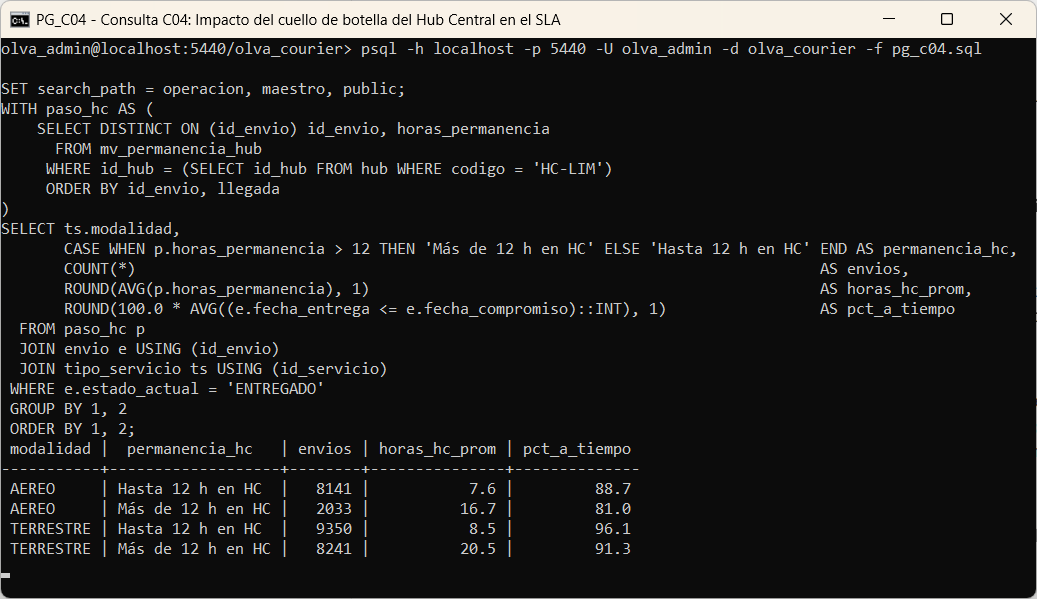 PG_C04 - Consulta C04: Impacto del cuello de botella del Hub Central en el SLA
olva_admin@localhost:5440/olva_courier> psql -h localhost -p 5440 -U olva_admin -d olva_courier -f pg_c04.sql
SET search_path = operacion, maestro, public;
WITH paso_hc AS (
    SELECT DISTINCT ON (id_envio) id_envio, horas_permanencia
      FROM mv_permanencia_hub
     WHERE id_hub = (SELECT id_hub FROM hub WHERE codigo = 'HC-LIM')
     ORDER BY id_envio, llegada
)
SELECT ts.modalidad,
       CASE WHEN p.horas_permanencia > 12 THEN 'Más de 12 h en HC' ELSE 'Hasta 12 h en HC' END AS permanencia_hc,
       COUNT(*)                                                                            AS envios,
       ROUND(AVG(p.horas_permanencia), 1)                                                  AS horas_hc_prom,
       ROUND(100.0 * AVG((e.fecha_entrega <= e.fecha_compromiso)::INT), 1)                 AS pct_a_tiempo
  FROM paso_hc p
  JOIN envio e USING (id_envio)
  JOIN tipo_servicio ts USING (id_servicio)
 WHERE e.estado_actual = 'ENTREGADO'
 GROUP BY 1, 2
 ORDER BY 1, 2;
 modalidad |  permanencia_hc   | envios | horas_hc_prom | pct_a_tiempo
-----------+-------------------+--------+---------------+--------------
 AEREO     | Hasta 12 h en HC  |   8141 |           7.6 |         88.7
 AEREO     | Más de 12 h en HC |   2033 |          16.7 |         81.0
 TERRESTRE | Hasta 12 h en HC  |   9350 |           8.5 |         96.1
 TERRESTRE | Más de 12 h en HC |   8241 |          20.5 |         91.3